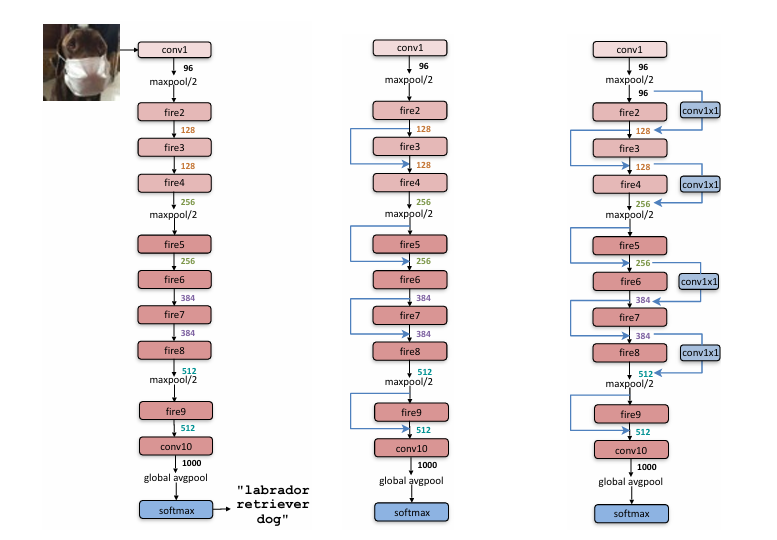 conv1
96
maxpool/2
fire2
128
fire3
128
fire4
256
maxpool/2
fire5
256
fire6
384
fire7
384
fire8
512
maxpool/2
fire9
512
conv10
1000
global avgpool
softmax
"labrador
retriever
dog"
conv1
96
maxpool/2
fire2
128
fire3
128
fire4
256
maxpool/2
fire5
256
fire6
384
fire7
384
fire8
512
maxpool/2
fire9
512
conv10
1000
global avgpool
softmax
conv1
96
maxpool/2
96
fire2
conv1x1
128
fire3
128
fire4
conv1x1
256
maxpool/2
fire5
256
fire6
conv1x1
384
fire7
384
fire8
conv1x1
512
maxpool/2
fire9
512
conv10
1000
global avgpool
softmax